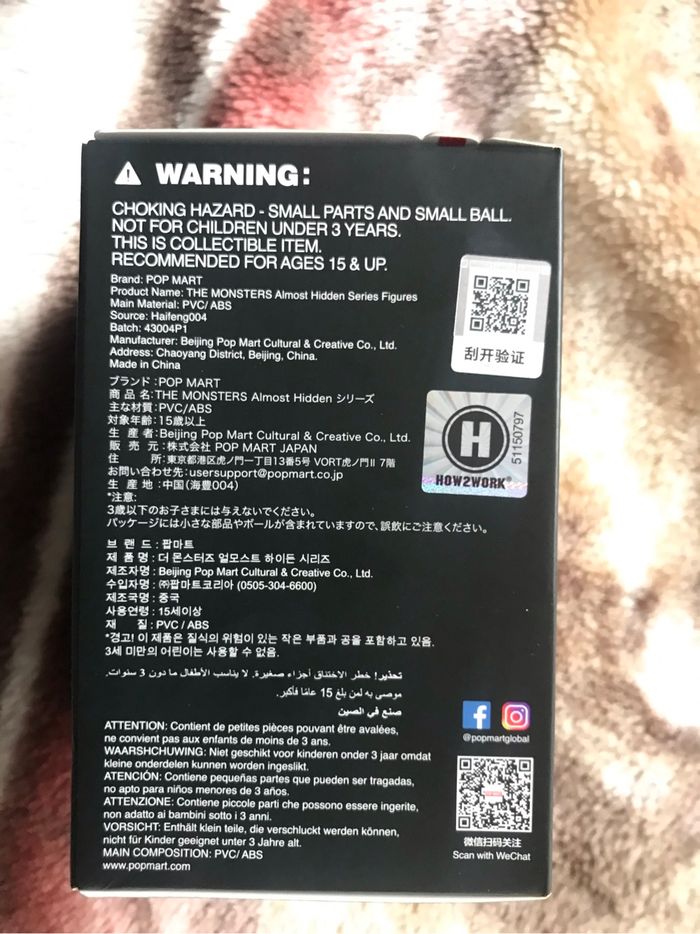 WARNING:
CHOKING HAZARD - SMALL PARTS AND SMALL BALL.
NOT FOR CHILDREN UNDER 3 YEARS.
THIS IS COLLECTIBLE ITEM.
RECOMMENDED FOR AGES 15 & UP.
Brand: POP MART
Product Name: THE MONSTERS Almost Hidden Series Figures
Main Material: PVC/ ABS
Source: Haifeng004
Batch: 43004P1
Manufacturer: Beijing Pop Mart Cultural & Creative Co., Ltd.
Address: Chaoyang District, Beijing, China.
Made in China
刮开验证
ブランド:POP MART
商 品 名:THE MONSTERS Almost Hidden シリーズ
主な材質:PVC/ABS
対象年齢:15歳以上
生 産 者:Beijing Pop Mart Cultural & Creative Co., Ltd.
販 売 元:株式会社 POP MART JAPAN
住 所:東京都港区虎ノ門一丁目13番5号 VORT虎ノ門II 7階
お問い合わせ先:usersupport@popmart.co.jp
生 産 地:中国(海豊004)
*注意:
3歳以下のお子さまには与えないでください。
パッケージには小さな部品やボールが含まれていますので、誤飲にご注意ください。
H
HOW2WORK®
51150797
브 랜 드 : 팝마트
제 품 명 : 더 몬스터즈 얼모스트 하이든 시리즈
제조자명 : Beijing Pop Mart Cultural & Creative Co., Ltd.
수입자명 : ㈜팝마트코리아 (0505-304-6600)
제조국명 : 중국
사용연령 : 15세이상
재 질 : PVC / ABS
*경고! 이 제품은 질식의 위험이 있는 작은 부품과 공을 포함하고 있음.
3세 미만의 어린이는 사용할 수 없음.
تحذير! خطر الاختناق أجزاء صغيرة. لا يناسب الأطفال ما دون 3 سنوات.
موصى به لمن بلغ 15 عامًا فأكبر.
صنع في الصين
ATTENTION: Contient de petites pièces pouvant être avalées,
ne convient pas aux enfants de moins de 3 ans.
WAARSHCHUWING: Niet geschikt voor kinderen onder 3 jaar omdat
kleine onderdelen kunnen worden ingeslikt.
ATENCIÓN: Contiene pequeñas partes que pueden ser tragadas,
no apto para niños menores de 3 años.
ATTENZIONE: Contiene piccole parti che possono essere ingerite,
non adatto ai bambini sotto i 3 anni.
VORSICHT: Enthält klein teile, die verschluckt werden können,
nicht für Kinder geeignet unter 3 Jahre alt.
MAIN COMPOSITION: PVC/ ABS
www.popmart.com
@popmartglobal
微信扫码关注
Scan with WeChat